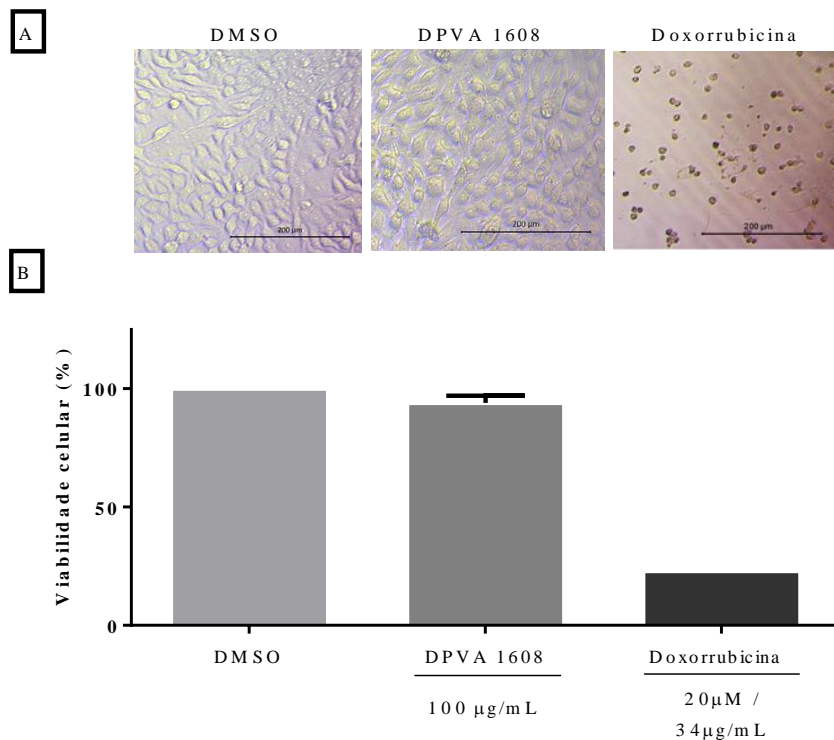 A
DMSO
DPVA 1608
Doxorrubicina
200 µm
200 µm
200 µm
B
Viabilidade celular (%)
100
50
0
DMSO
DPVA 1608
Doxorrubicina
100 µg/mL
20µM /
34µg/mL